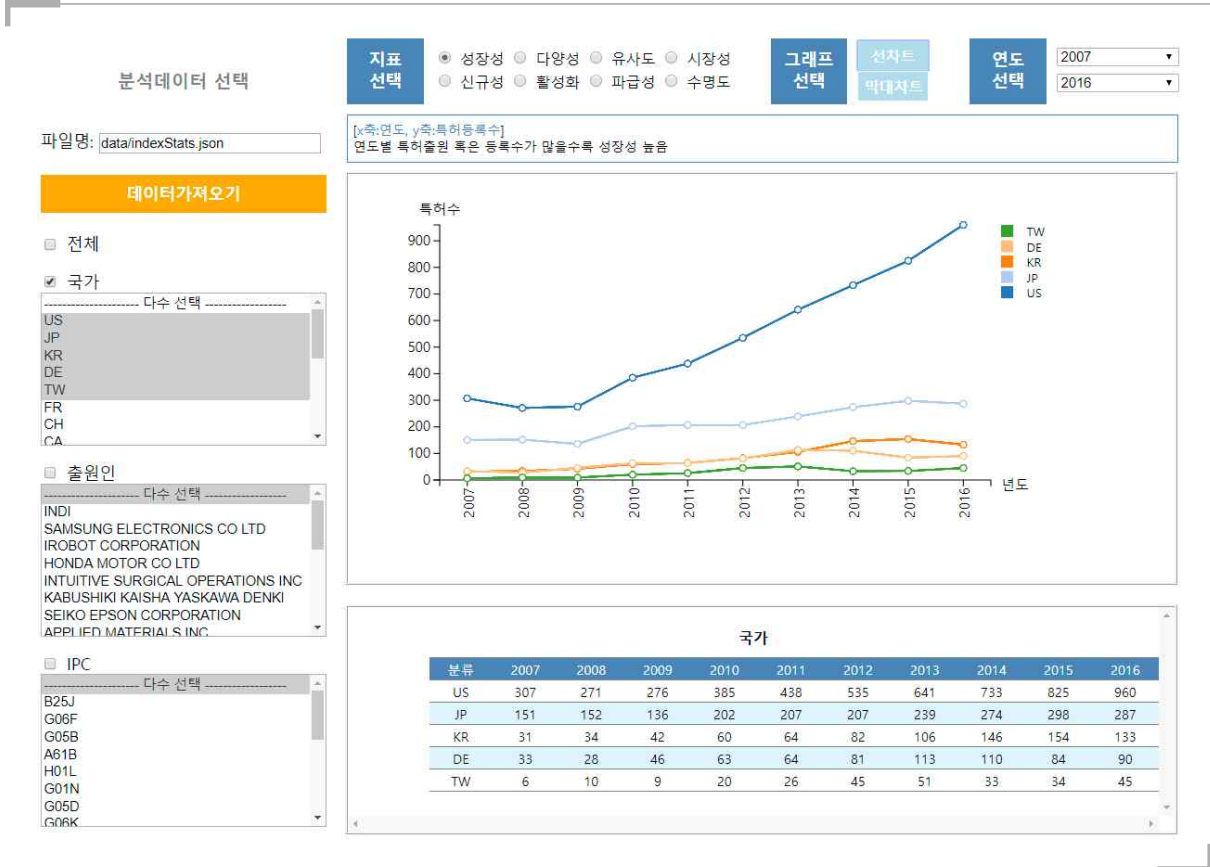 분석데이터 선택
파일명: data/indexStats.json
데이터가져오기
전체
국가
--------------------- 다수 선택 ------------------
US
JP
KR
DE
TW
FR
CH
CA
출원인
--------------------- 다수 선택 ------------------
INDI
SAMSUNG ELECTRONICS CO LTD
IROBOT CORPORATION
HONDA MOTOR CO LTD
INTUITIVE SURGICAL OPERATIONS INC
KABUSHIKI KAISHA YASKAWA DENKI
SEIKO EPSON CORPORATION
APPLIED MATERIALS INC
IPC
--------------------- 다수 선택 ------------------
B25J
G06F
G05B
A61B
H01L
G01N
G05D
G06K
지표
선택
성장성 다양성 유사도 시장성
신규성 활성화 파급성 수명도
그래프
선택
선차트
막대차트
연도
선택
2007
2016
[x축:연도, y축:특허등록수]
연도별 특허출원 혹은 등록수가 많을수록 성장성 높음
특허수
900
800
700
600
500
400
300
200
100
0
2007 2008 2009 2010 2011 2012 2013 2014 2015 2016
년도
TW
DE
KR
JP
US
국가
분류 2007 2008 2009 2010 2011 2012 2013 2014 2015 2016
US 307 271 276 385 438 535 641 733 825 960
JP 151 152 136 202 207 207 239 274 298 287
KR 31 34 42 60 64 82 106 146 154 133
DE 33 28 46 63 64 81 113 110 84 90
TW 6 10 9 20 26 45 51 33 34 45